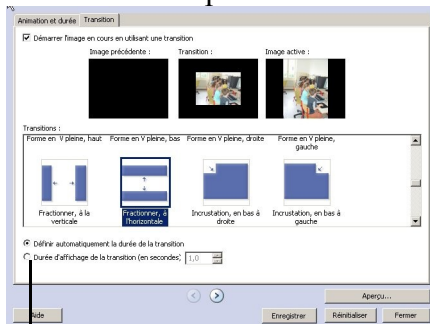 Animation et durée Transition
Démarrer l'image en cours en utilisant une transition
Image précédente : Transition : Image active :
Transitions :
Forme en V pleine, haut Forme en V pleine, bas Forme en V pleine, droite Forme en V pleine, gauche
Fractionner, à la verticale Fractionner, à l'horizontale Incrustation, en bas à droite Incrustation, en bas à gauche
Définir automatiquement la durée de la transition
Durée d'affichage de la transition (en secondes) 1,0
Aperçu...
Aide Enregistrer Réinitialiser Fermer